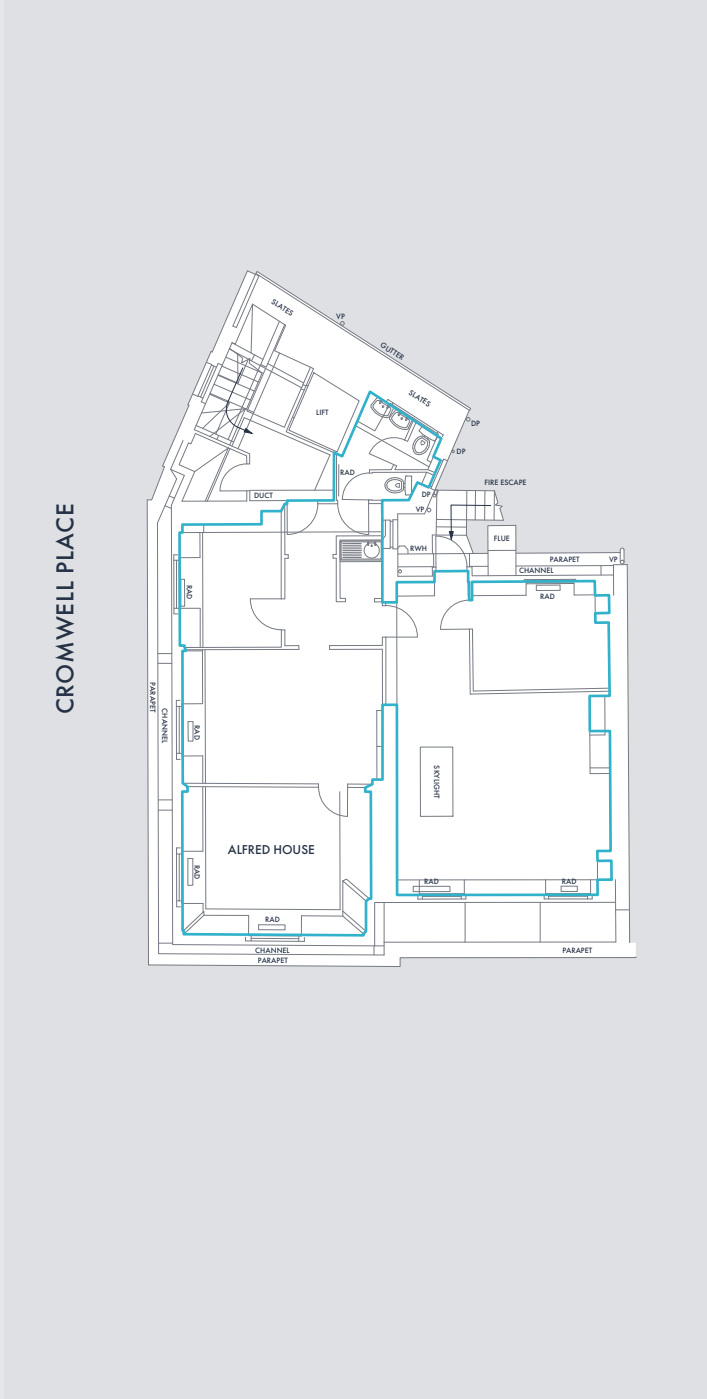 SLATES
VP
GUTTER
SLATES
LIFT
DP
DP
RAD
DUCT
DP
VP
FIRE ESCAPE
FLUE
RWH
PARAPET
VP
CHANNEL
RAD
RAD
CROMWELL PLACE
PARAPET
CHANNEL
RAD
SKYLIGHT
ALFRED HOUSE
RAD
RAD
RAD
RAD
CHANNEL
PARAPET
PARAPET